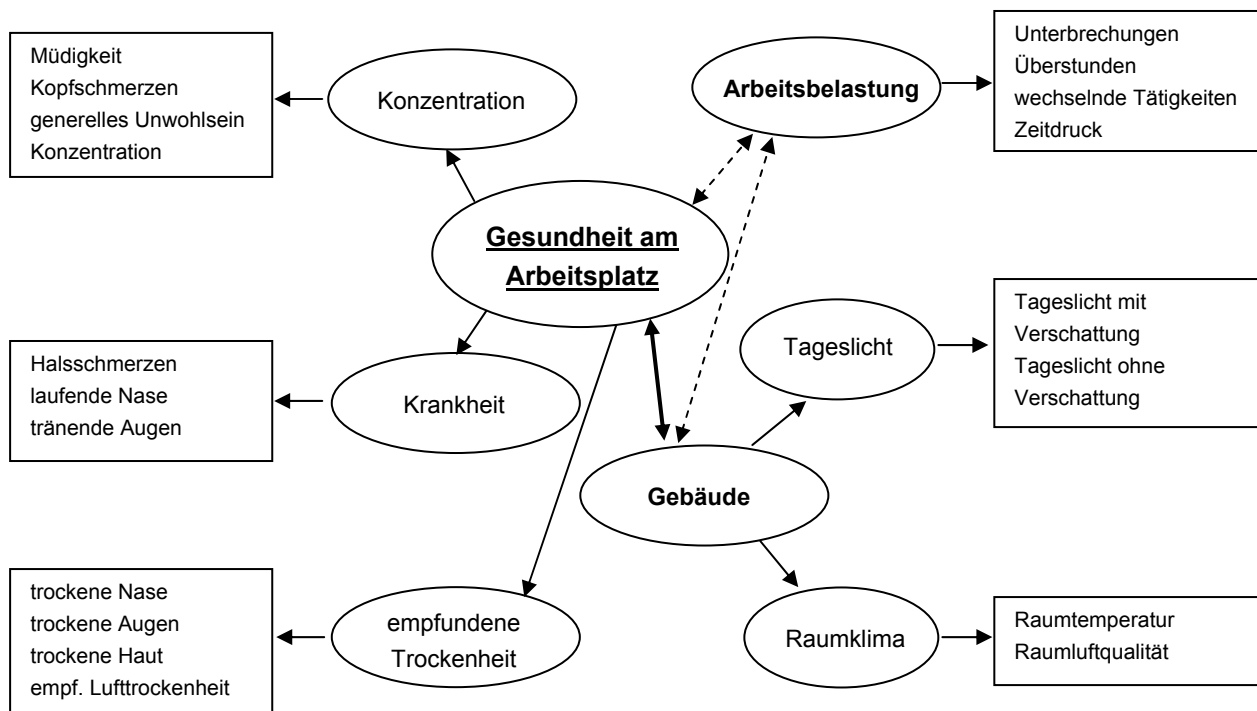 Müdigkeit
Kopfschmerzen
generelles Unwohlsein
Konzentration
Konzentration
Arbeitsbelastung
Unterbrechungen
Überstunden
wechselnde Tätigkeiten
Zeitdruck
Gesundheit am
Arbeitsplatz
Halsschmerzen
laufende Nase
tränende Augen
Krankheit
Tageslicht
Tageslicht mit
Verschattung
Tageslicht ohne
Verschattung
Gebäude
trockene Nase
trockene Augen
trockene Haut
empf. Lufttrockenheit
empfundene
Trockenheit
Raumklima
Raumtemperatur
Raumluftqualität